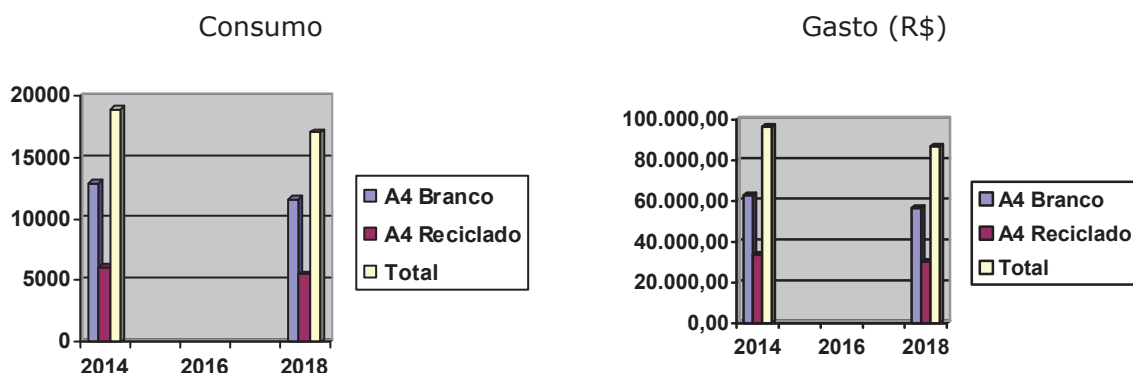 Consumo
20000
15000
10000
5000
0
2014
2016
2018
A4 Branco
A4 Reciclado
Total
Gasto (R$)
100.000,00
80.000,00
60.000,00
40.000,00
20.000,00
0,00
2014
2016
2018
A4 Branco
A4 Reciclado
Total